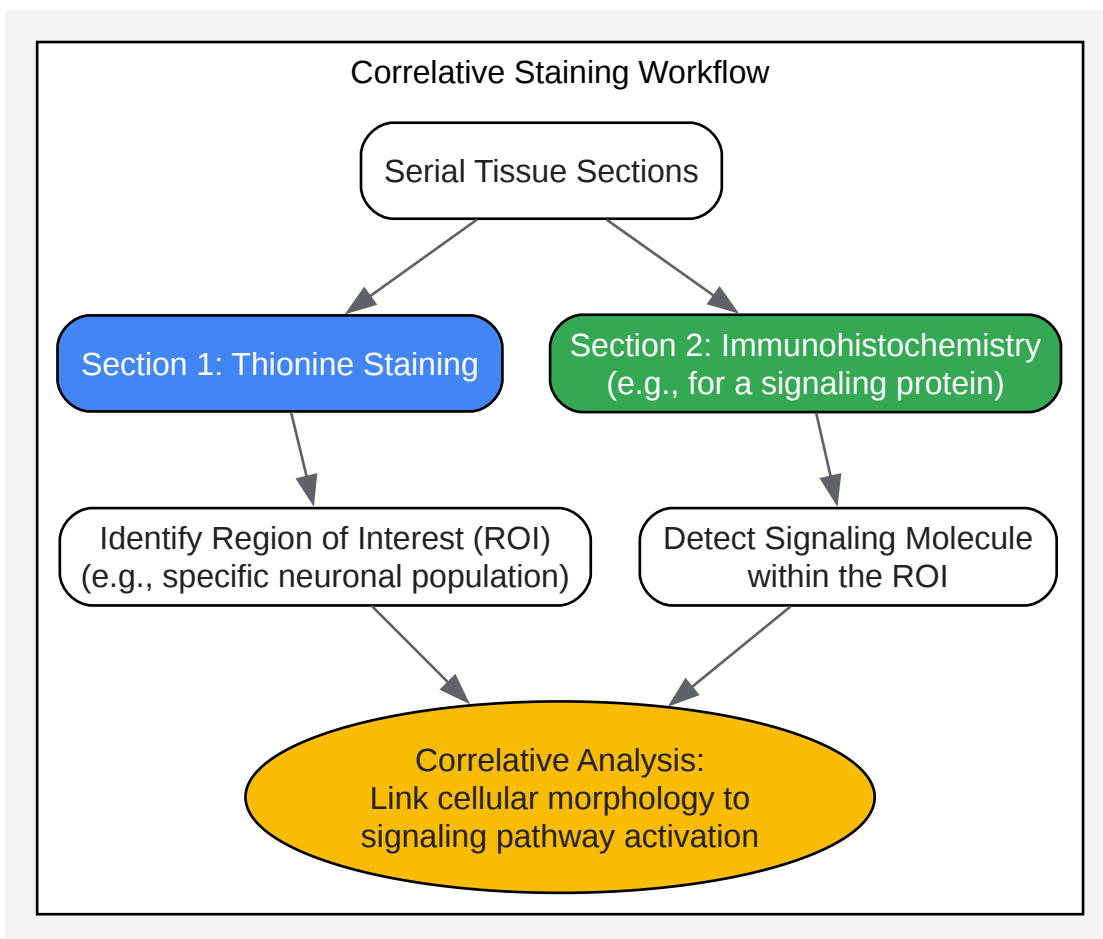 Correlative Staining Workflow
Serial Tissue Sections
Section 1: Thionine Staining
Section 2: Immunohistochemistry
(e.g., for a signaling protein)
Identify Region of Interest (ROI)
(e.g., specific neuronal population)
Detect Signaling Molecule
within the ROI
Correlative Analysis:
Link cellular morphology to
signaling pathway activation